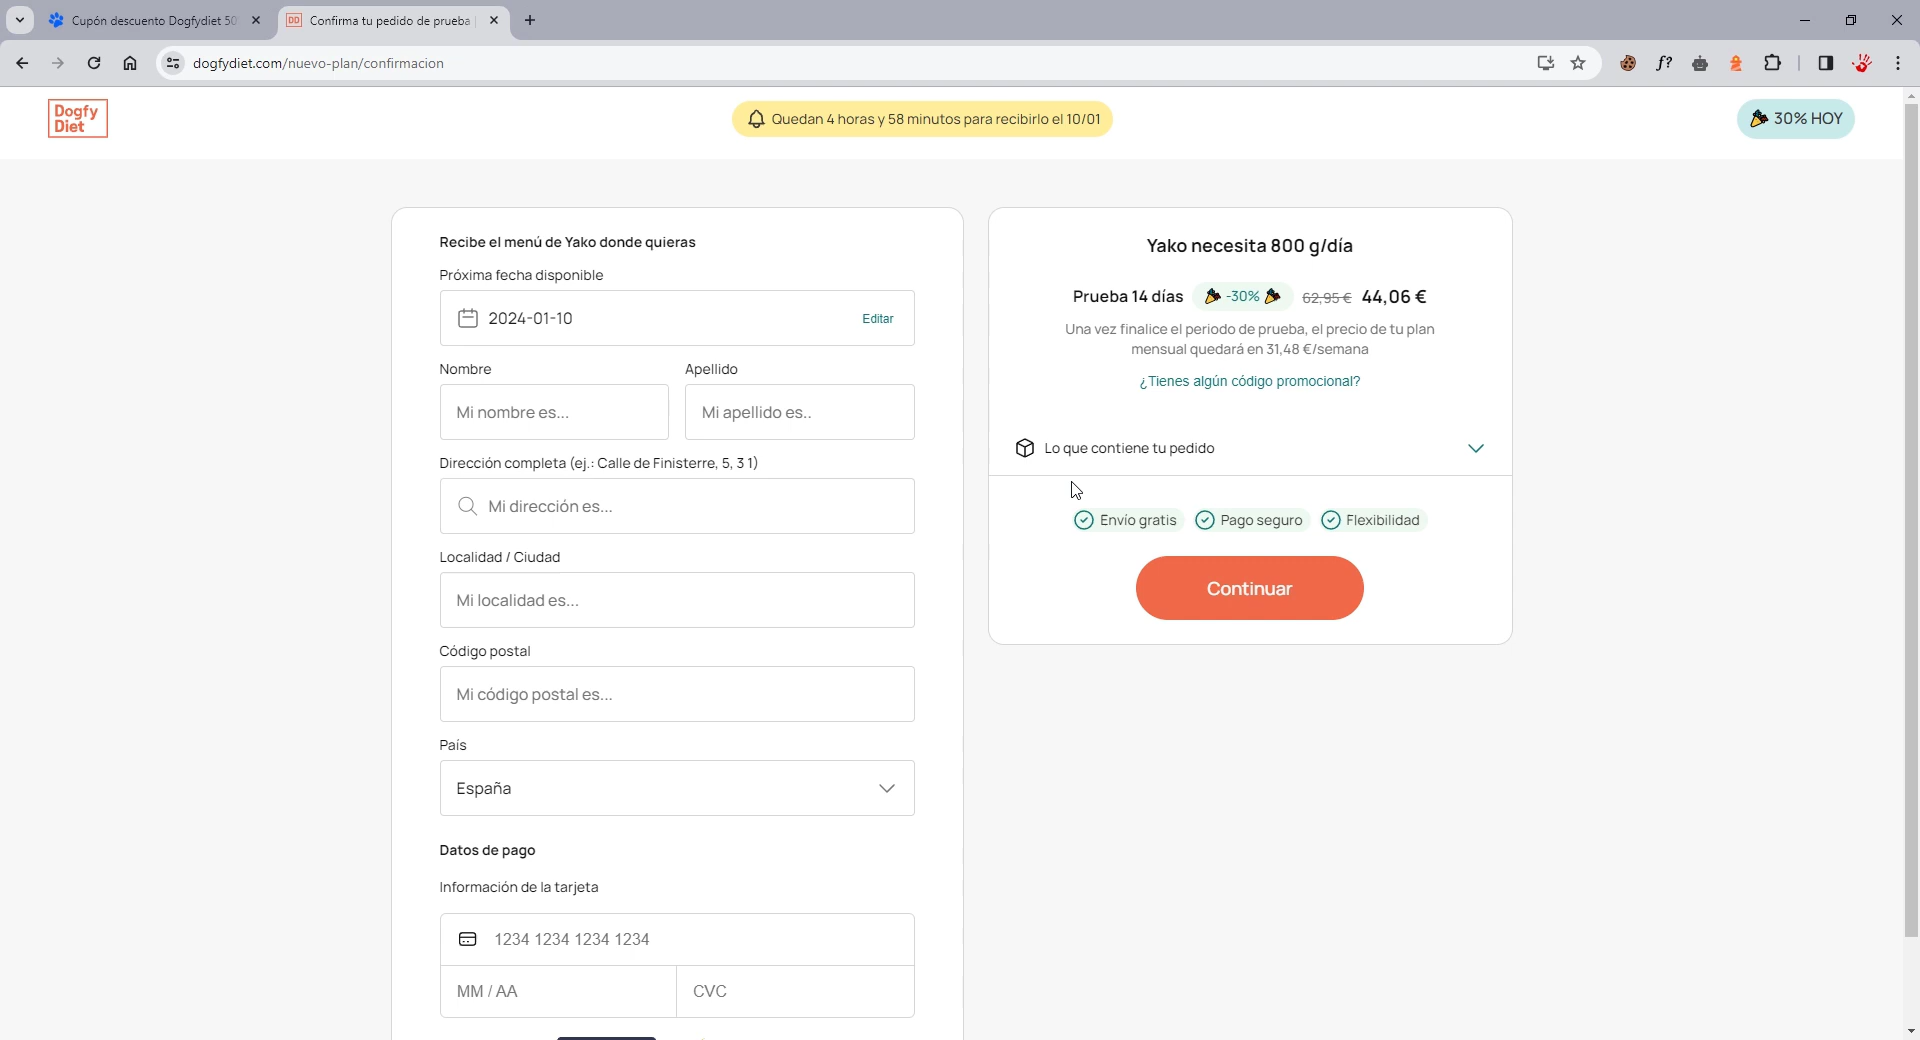 Cupón descuento Dogfydiet 50
Confirma tu pedido de prueba
dogfydiet.com/nuevo-plan/confirmacion
f?
Dogfy
Diet
Quedan 4 horas y 58 minutos para recibirlo el 10/01
30% HOY
Recibe el menú de Yako donde quieras
Próxima fecha disponible
2024-01-10
Editar
Nombre
Apellido
Mi nombre es...
Mi apellido es..
Dirección completa (ej.: Calle de Finisterre, 5, 3 1)
Mi dirección es...
Localidad / Ciudad
Mi localidad es...
Código postal
Mi código postal es...
País
España
Datos de pago
Información de la tarjeta
1234 1234 1234 1234
MM / AA
CVC
Yako necesita 800 g/día
Prueba 14 días -30% 62,95 € 44,06 €
Una vez finalice el periodo de prueba, el precio de tu plan
mensual quedará en 31,48 €/semana
¿Tienes algún código promocional?
Lo que contiene tu pedido
Envío gratis
Pago seguro
Flexibilidad
Continuar